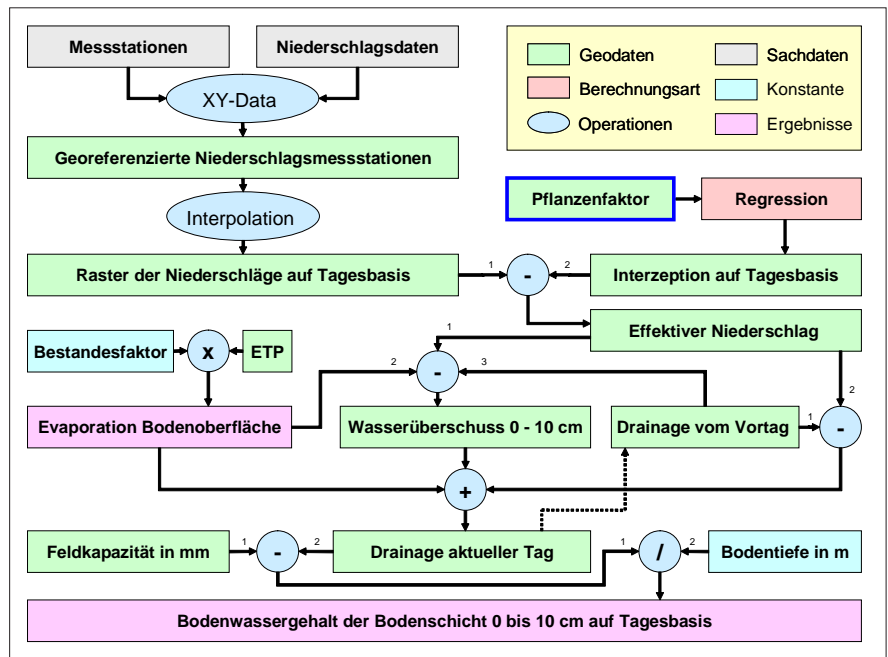 Messstationen
Niederschlagsdaten
Geodaten
Sachdaten
Berechnungsart
Konstante
Operationen
Ergebnisse
XY-Data
Georeferenzierte Niederschlagsmessstationen
Interpolation
Pflanzenfaktor
Regression
Raster der Niederschläge auf Tagesbasis
1
-
2
Interzeption auf Tagesbasis
Effektiver Niederschlag
1
Bestandesfaktor
x
ETP
2
-
3
2
Evaporation Bodenoberfläche
Wasserüberschuss 0 - 10 cm
Drainage vom Vortag
1
-
+
Feldkapazität in mm
1
-
2
Drainage aktueller Tag
1
/
2
Bodentiefe in m
Bodenwassergehalt der Bodenschicht 0 bis 10 cm auf Tagesbasis